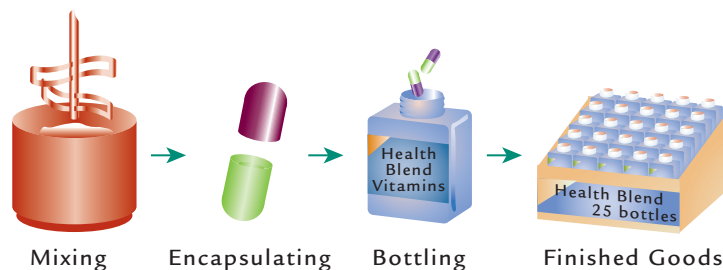 Health
Blend
Vitamins
Health Blend
25 bottles
Mixing
Encapsulating
Bottling
Finished Goods